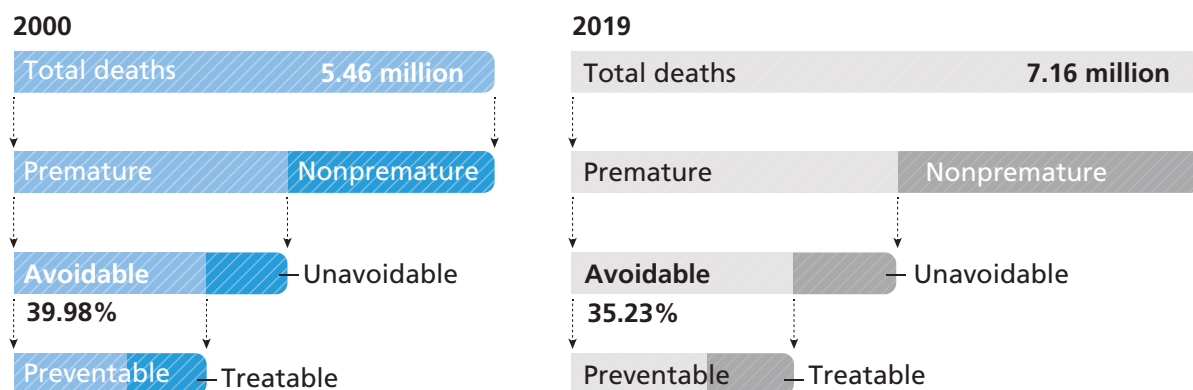 2000
Total deaths 5.46 million
Premature Nonpremature
Avoidable Unavoidable
39.98%
Preventable Treatable
2019
Total deaths 7.16 million
Premature Nonpremature
Avoidable Unavoidable
35.23%
Preventable Treatable